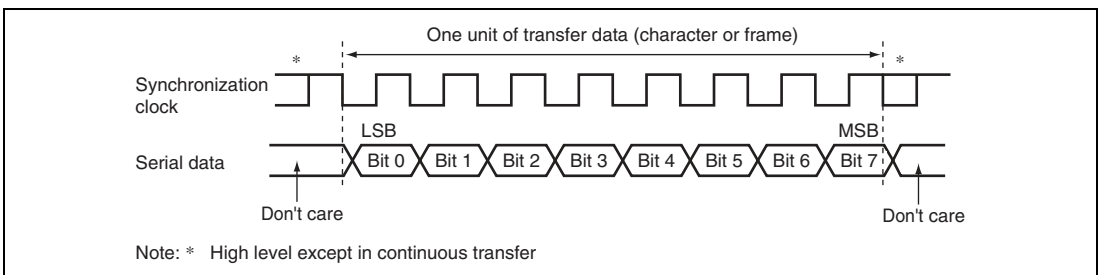 One unit of transfer data (character or frame)
*
*
Synchronization
clock
LSB
MSB
Serial data
Bit 0 Bit 1 Bit 2 Bit 3 Bit 4 Bit 5 Bit 6 Bit 7
Don't care
Don't care
Note: * High level except in continuous transfer